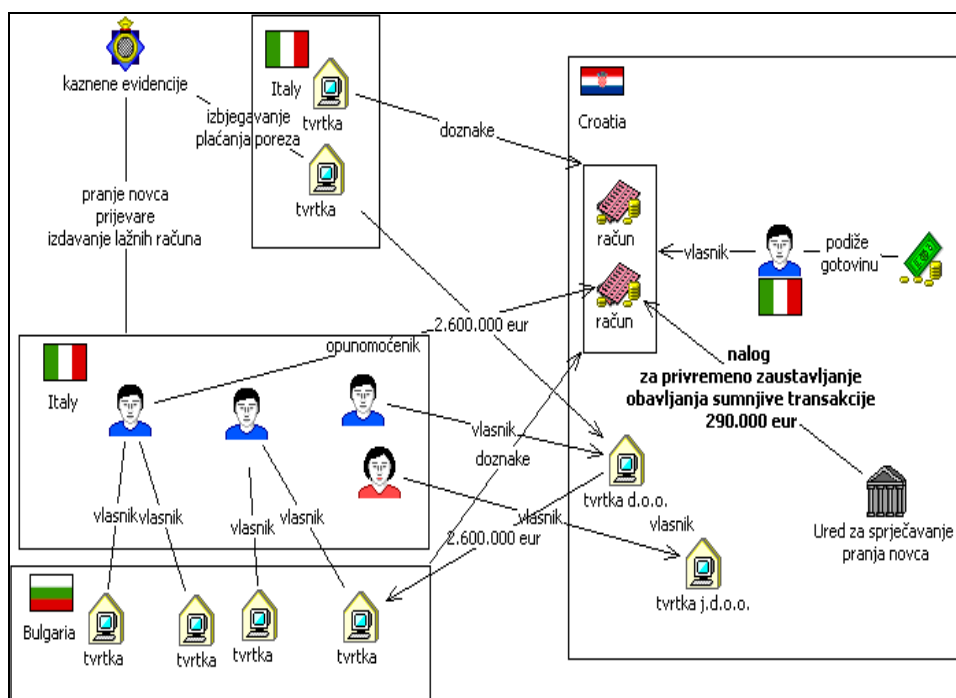 kaznene evidencije
Italy
tvrtka
izbjegavanje
plaćanja poreza
tvrtka
pranje novca
prijevare
izdavanje lažnih računa
doznake
Croatia
račun
račun
vlasnik
podiže
gotovinu
2.600.000 eur
opunomoćenik
Italy
nalog
za privremeno zaustavljanje
obavljanja sumnjive transakcije
290.000 eur
vlasnik
doznake
tvrtka d.o.o.
vlasnik
vlasnik
vlasnik
vlasnik
vlasnik
vlasnik
2.600.000 eur
Ured za sprječavanje
pranja novca
tvrtka j.d.o.o.
Bulgaria
tvrtka
tvrtka
tvrtka
tvrtka